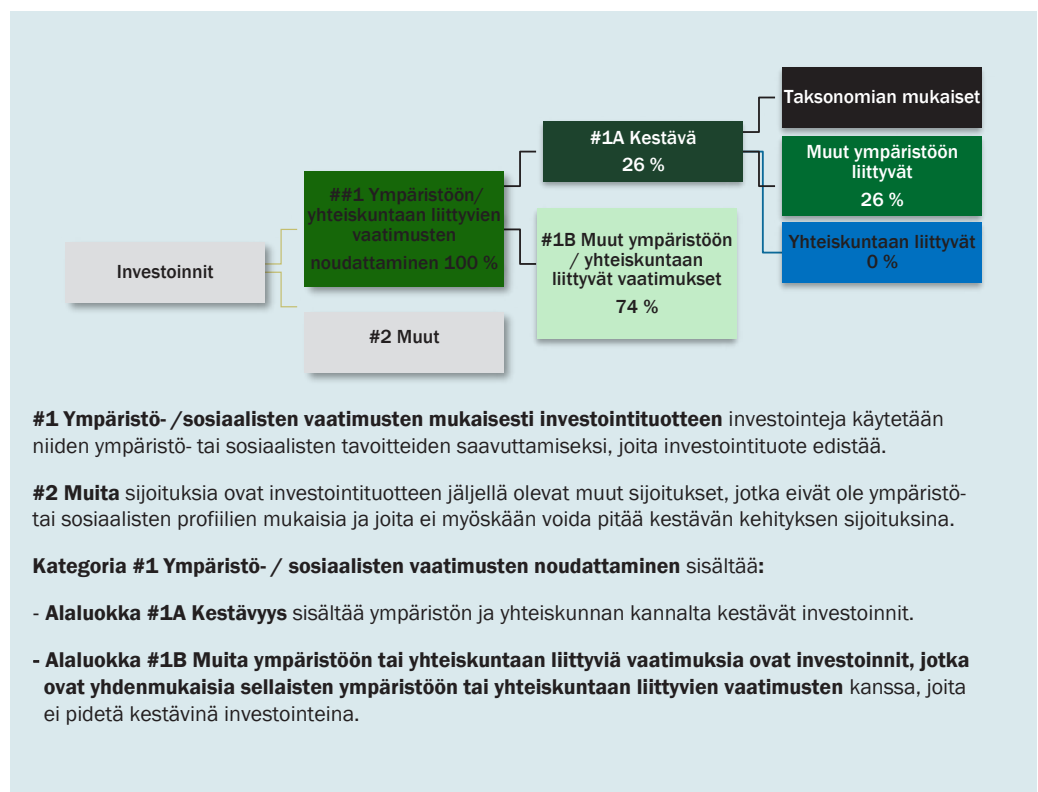 Investoinnit
##1 Ympäristöön/
yhteiskuntaan liittyvien
vaatimusten
noudattaminen 100 %
#2 Muut
#1A Kestävä
26 %
#1B Muut ympäristöön
/ yhteiskuntaan
liittyvät vaatimukset
74 %
Taksonomian mukaiset
Muut ympäristöön
liittyvät
26 %
Yhteiskuntaan liittyvät
0 %
#1 Ympäristö- /sosiaalisten vaatimusten mukaisesti investointituotteen investointeja käytetään
niiden ympäristö- tai sosiaalisten tavoitteiden saavuttamiseksi, joita investointituote edistää.
#2 Muita sijoituksia ovat investointituotteen jäljellä olevat muut sijoitukset, jotka eivät ole ympäristö-
tai sosiaalisten profiilien mukaisia ja joita ei myöskään voida pitää kestävän kehityksen sijoituksina.
Kategoria #1 Ympäristö- / sosiaalisten vaatimusten noudattaminen sisältää:
- Alaluokka #1A Kestävyys sisältää ympäristön ja yhteiskunnan kannalta kestävät investoinnit.
- Alaluokka #1B Muita ympäristöön tai yhteiskuntaan liittyviä vaatimuksia ovat investoinnit, jotka
ovat yhdenmukaisia sellaisten ympäristöön tai yhteiskuntaan liittyvien vaatimusten kanssa, joita
ei pidetä kestävinä investointeina.